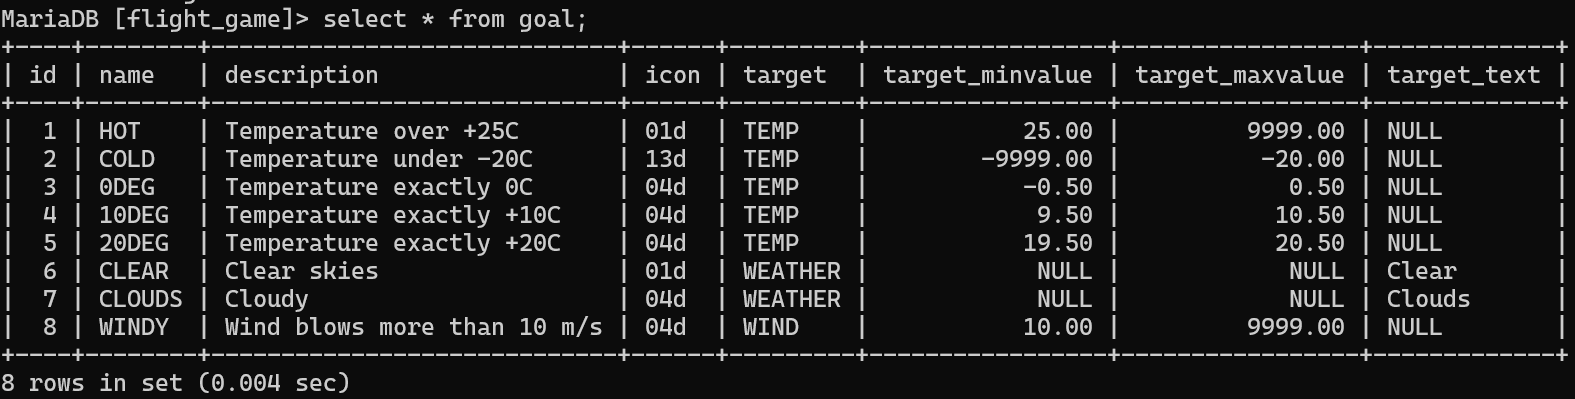 MariaDB [flight_game]> select * from goal;
+----+--------+-----------------------------+------+---------+-----------------+-----------------+-------------+
| id | name   | description                 | icon | target  | target_minvalue | target_maxvalue | target_text |
+----+--------+-----------------------------+------+---------+-----------------+-----------------+-------------+
|  1 | HOT    | Temperature over +25C       | 01d  | TEMP    |           25.00 |         9999.00 | NULL        |
|  2 | COLD   | Temperature under -20C      | 13d  | TEMP    |        -9999.00 |          -20.00 | NULL        |
|  3 | 0DEG   | Temperature exactly 0C      | 04d  | TEMP    |           -0.50 |            0.50 | NULL        |
|  4 | 10DEG  | Temperature exactly +10C    | 04d  | TEMP    |            9.50 |           10.50 | NULL        |
|  5 | 20DEG  | Temperature exactly +20C    | 04d  | TEMP    |           19.50 |           20.50 | NULL        |
|  6 | CLEAR  | Clear skies                 | 01d  | WEATHER |            NULL |            NULL | Clear       |
|  7 | CLOUDS | Cloudy                      | 04d  | WEATHER |            NULL |            NULL | Clouds      |
|  8 | WINDY  | Wind blows more than 10 m/s | 04d  | WIND    |           10.00 |         9999.00 | NULL        |
+----+--------+-----------------------------+------+---------+-----------------+-----------------+-------------+
8 rows in set (0.004 sec)